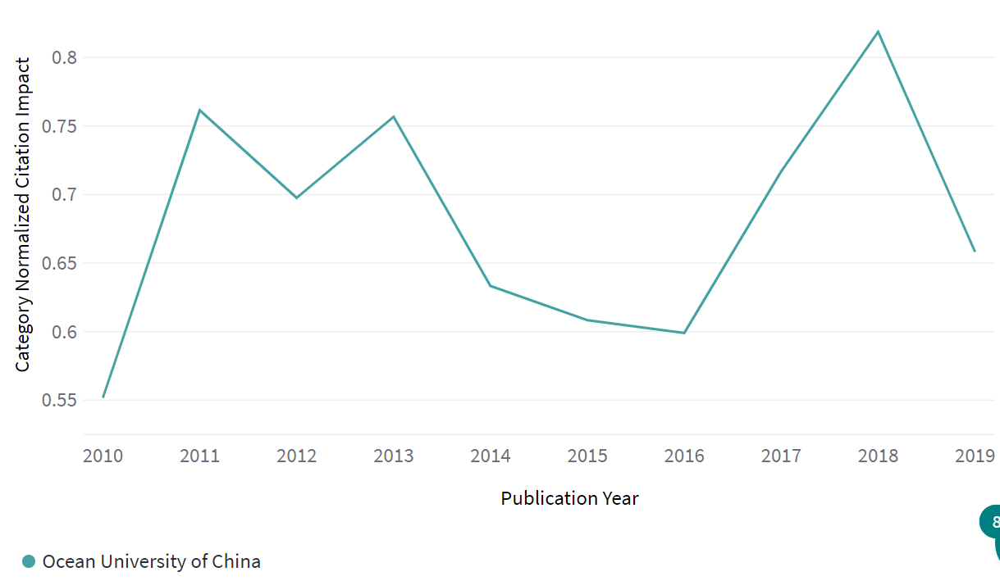 Category Normalized Citation Impact
0.8
0.75
0.7
0.65
0.6
0.55
2010 2011 2012 2013 2014 2015 2016 2017 2018 2019
Publication Year
8
Ocean University of China